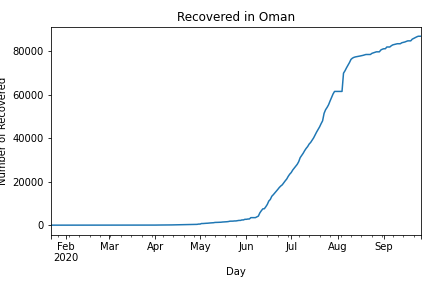 Recovered in Oman
Number of Recovered
80000
60000
40000
20000
0
Feb Mar Apr May Jun Jul Aug Sep
2020
Day